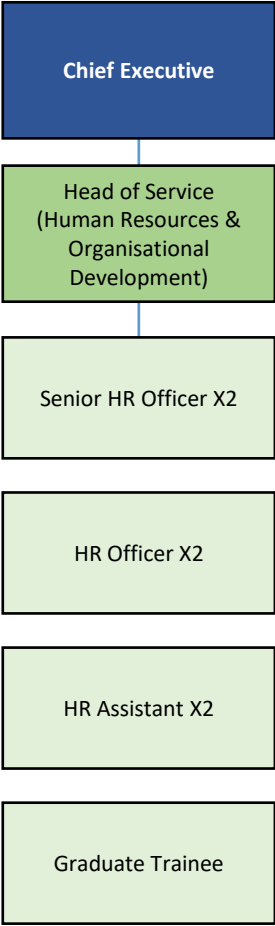 Chief Executive
Head of Service
(Human Resources &
Organisational
Development)
Senior HR Officer X2
HR Officer X2
HR Assistant X2
Graduate Trainee